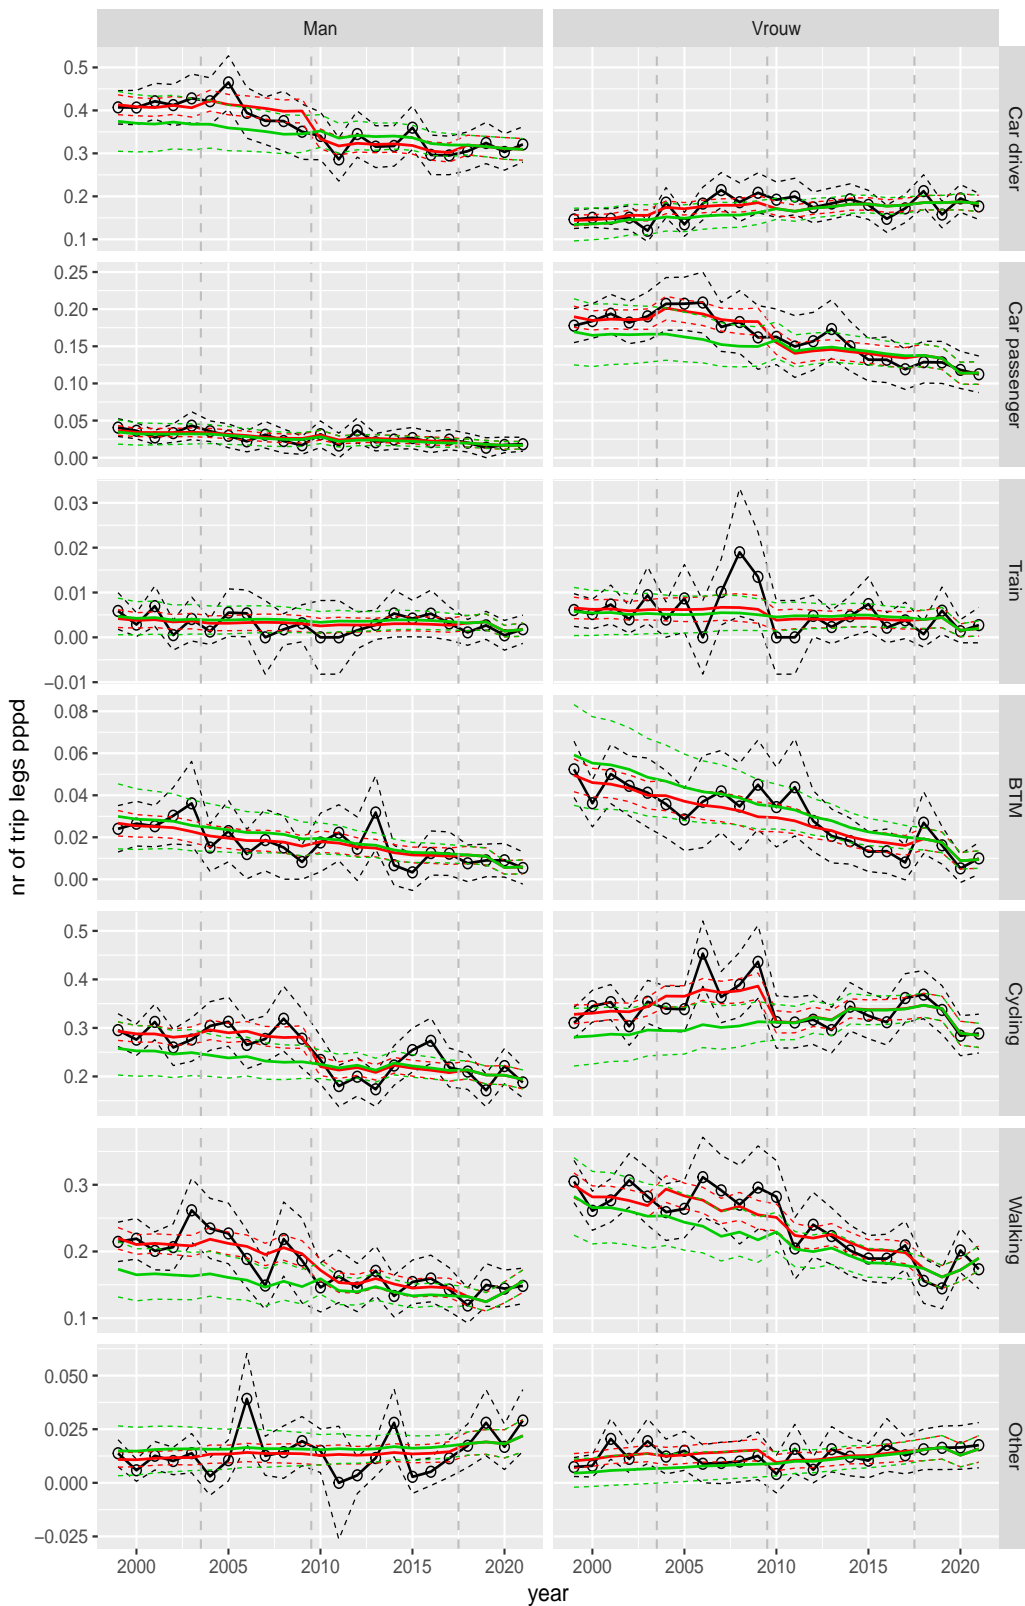 Man Vrouw
0.5
0.4
0.3
0.2
0.1
Car driver
0.25
0.20
0.15
0.10
0.05
0.00
Car passenger
0.03
0.02
0.01
0.00
−0.01
Train
0.08
0.06
0.04
0.02
0.00
BTM
0.5
0.4
0.3
0.2
Cycling
0.3
0.2
0.1
Walking
0.050
0.025
0.000
−0.025
Other
2000 2005 2010 2015 2020 2000 2005 2010 2015 2020
year
nr of trip legs pppd